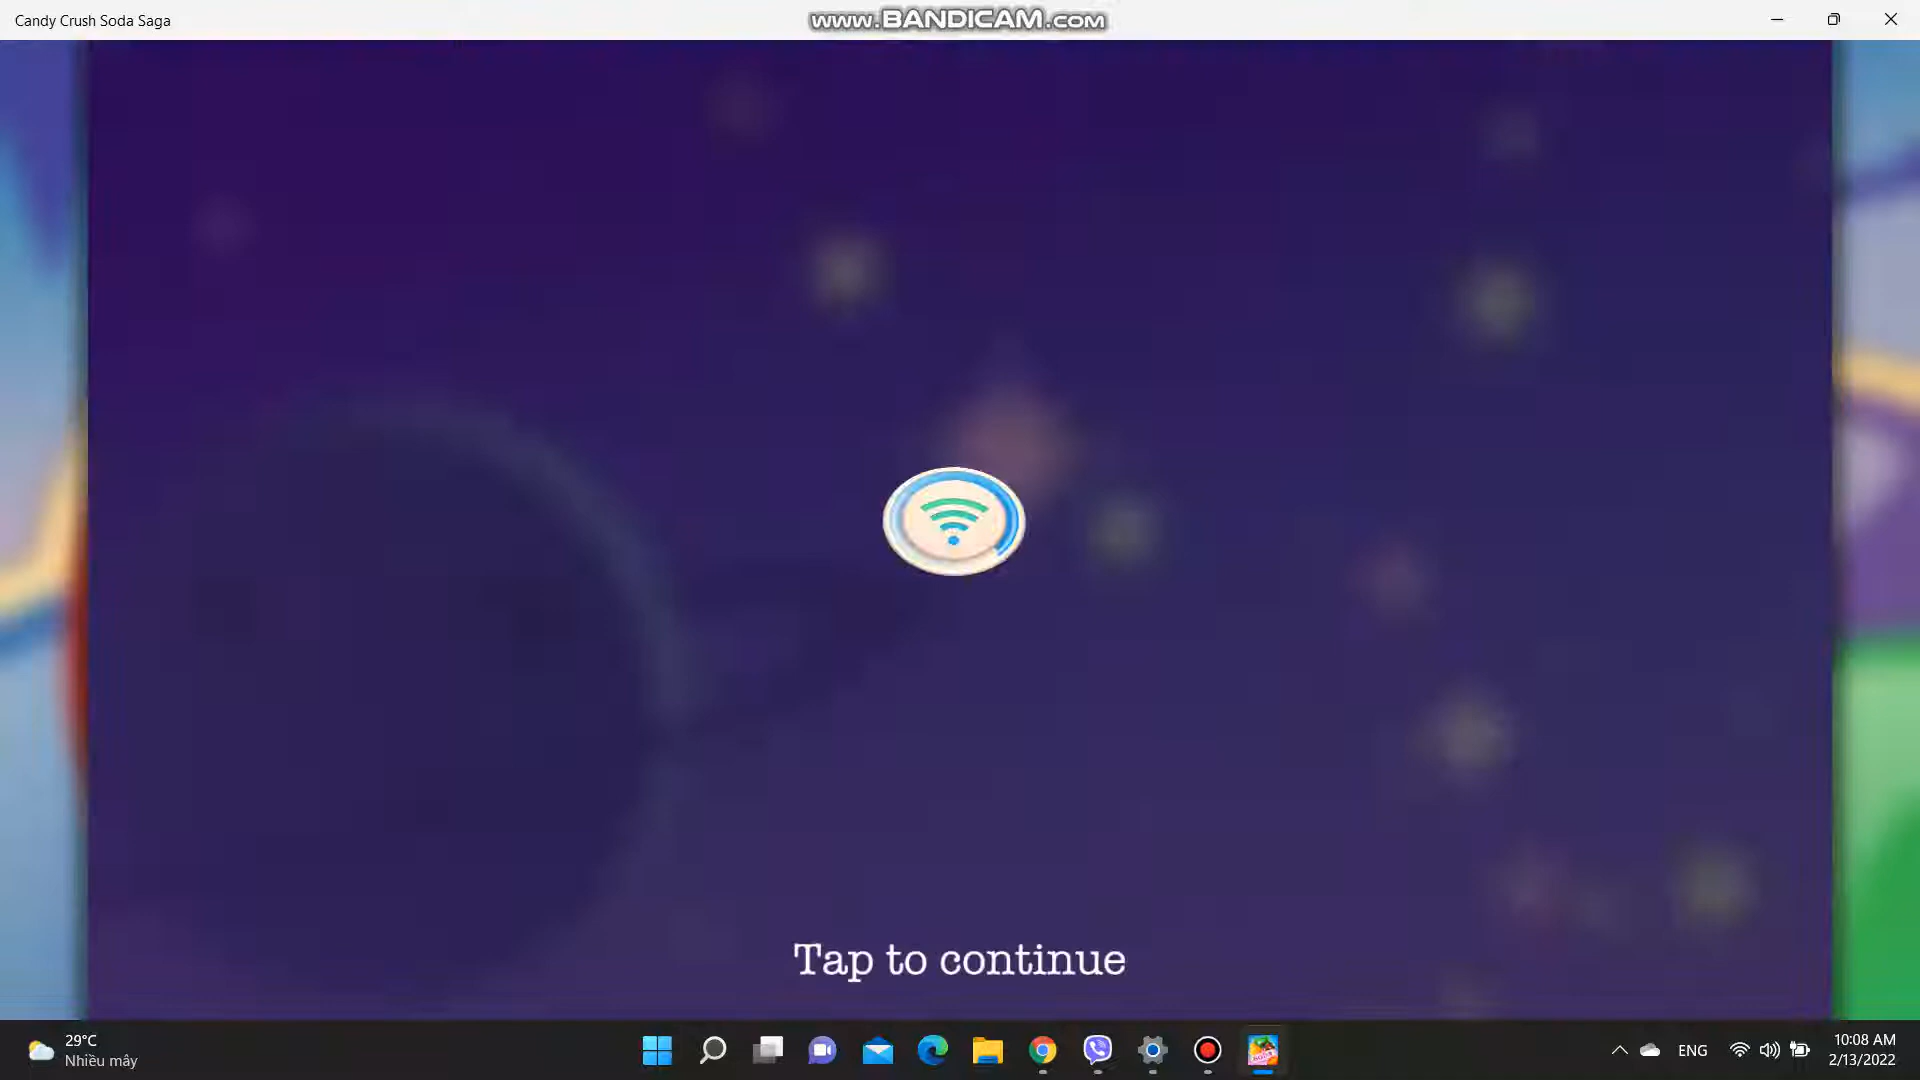 Candy Crush Soda Saga
www.BANDICAM.com
Tap to continue
29°C
Nhiều mây
ENG
10:08 AM
2/13/2022